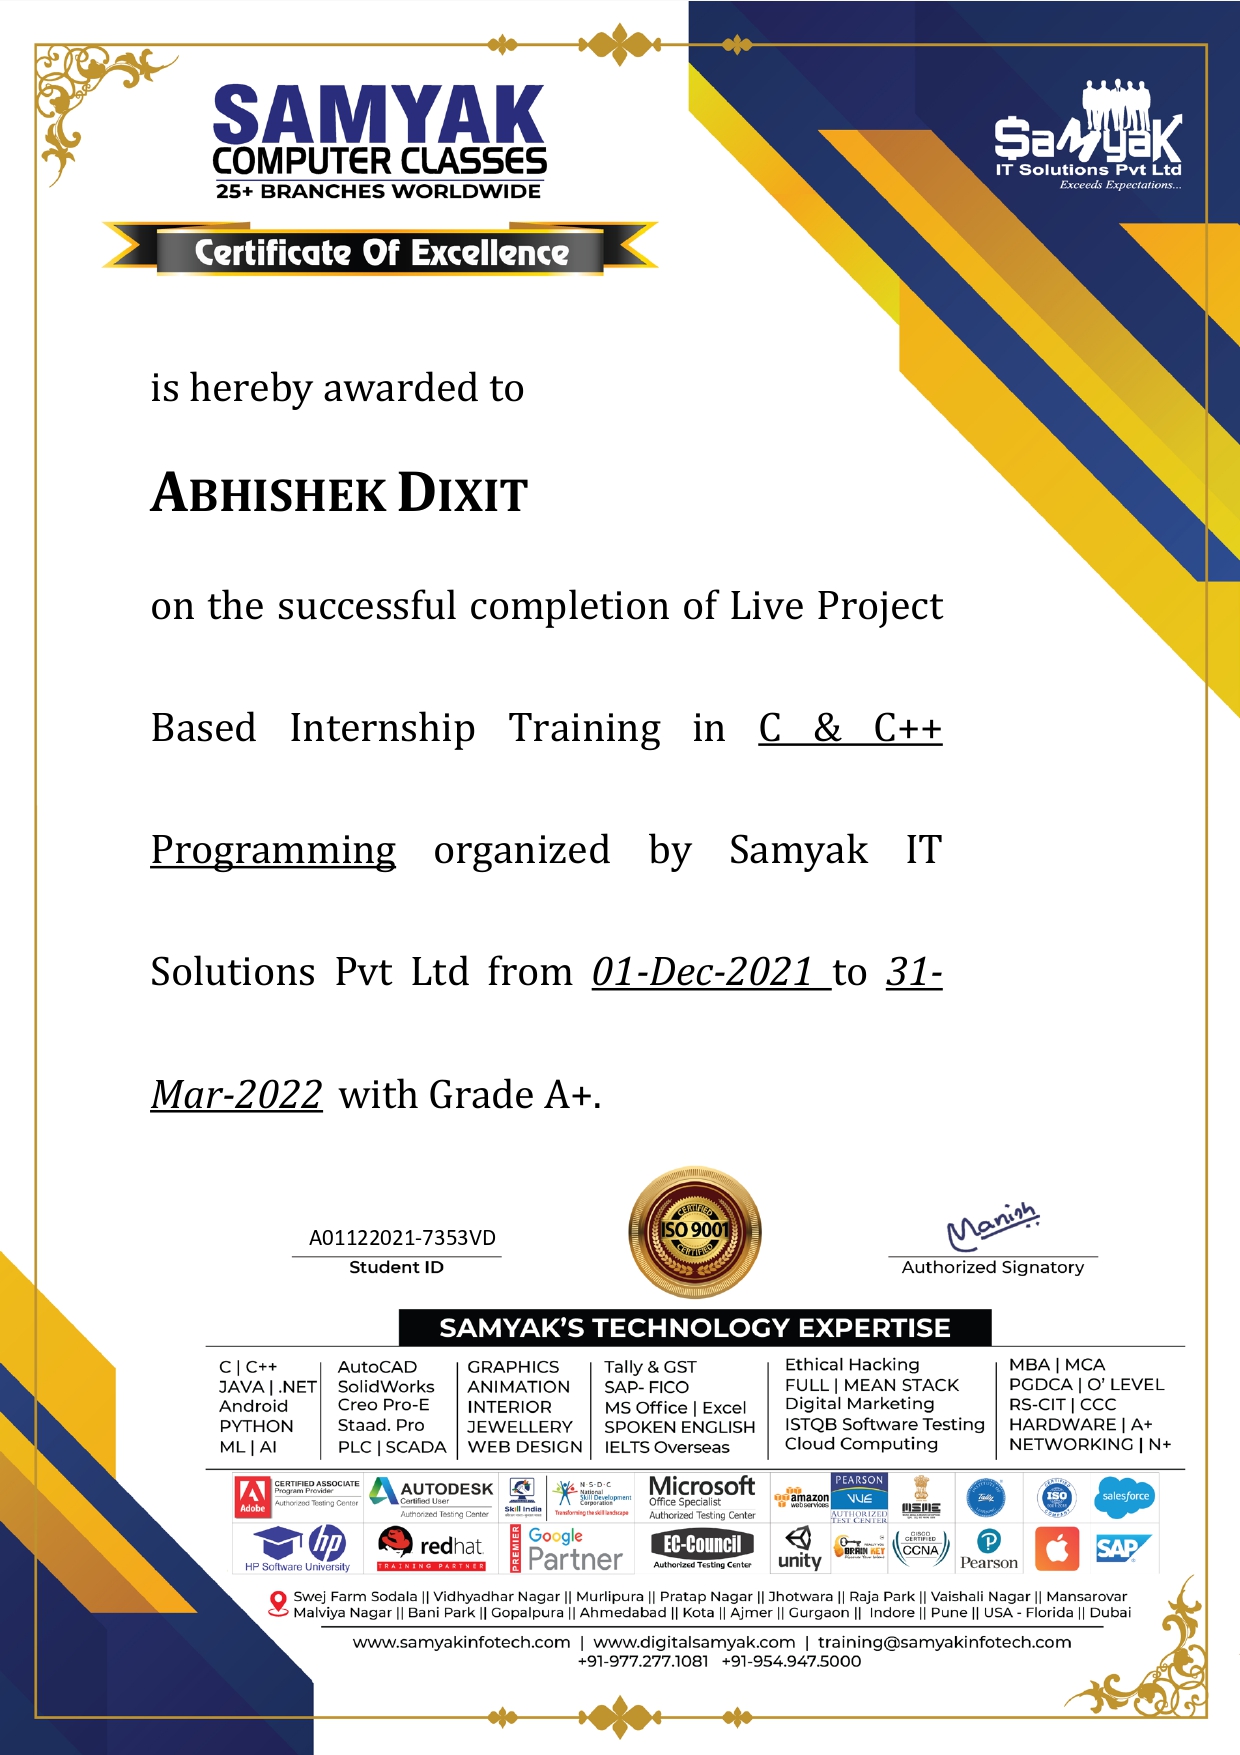 SAMYAK
COMPUTER CLASSES
25+ BRANCHES WORLDWIDE
$aMyaK
IT Solutions Pvt Ltd
Exceeds Expectations...
Certificate Of Excellence
is hereby awarded to
ABHISHEK DIXIT
on the successful completion of Live Project
Based Internship Training in C & C++
Programming organized by Samyak IT
Solutions Pvt Ltd from 01-Dec-2021 to 31-
Mar-2022 with Grade A+.
A01122021-7353VD
Student ID
CERTIFIED
ISO 9001
CERTIFIED
Manish
Authorized Signatory
SAMYAK'S TECHNOLOGY EXPERTISE
C | C++
JAVA | .NET
Android
PYTHON
ML | AI
AutoCAD
SolidWorks
Creo Pro-E
Staad. Pro
PLC | SCADA
GRAPHICS
ANIMATION
INTERIOR
JEWELLERY
WEB DESIGN
Tally & GST
SAP- FICO
MS Office | Excel
SPOKEN ENGLISH
IELTS Overseas
Ethical Hacking
FULL | MEAN STACK
Digital Marketing
ISTQB Software Testing
Cloud Computing
MBA | MCA
PGDCA | O' LEVEL
RS-CIT | CCC
HARDWARE | A+
NETWORKING | N+
Adobe
CERTIFIED ASSOCIATE
Program Provider
Authorized Testing Center
AUTODESK
Certified User
Authorized Testing Center
Skill India
N·S·D·C
National
Skill Development
Corporation
Transforming the skill landscape
Microsoft
Office Specialist
Authorized Testing Center
amazon
web services
PEARSON
VUE
AUTHORIZED
TEST CENTER
MSME
Tally
ISO
salesforce
hp
HP Software University
redhat
TRAINING PARTNER
PREMIER
Google
Partner
EC-Council
Authorized Testing Center
unity
BRAIN KEY
CISCO
CERTIFIED
CCNA
Pearson
SAP
Swej Farm Sodala || Vidhyadhar Nagar || Murlipura || Pratap Nagar || Jhotwara || Raja Park || Vaishali Nagar || Mansarovar
Malviya Nagar || Bani Park || Gopalpura || Ahmedabad || Kota || Ajmer || Gurgaon || Indore || Pune || USA - Florida || Dubai
www.samyakinfotech.com | www.digitalsamyak.com | training@samyakinfotech.com
+91-977.277.1081 +91-954.947.5000